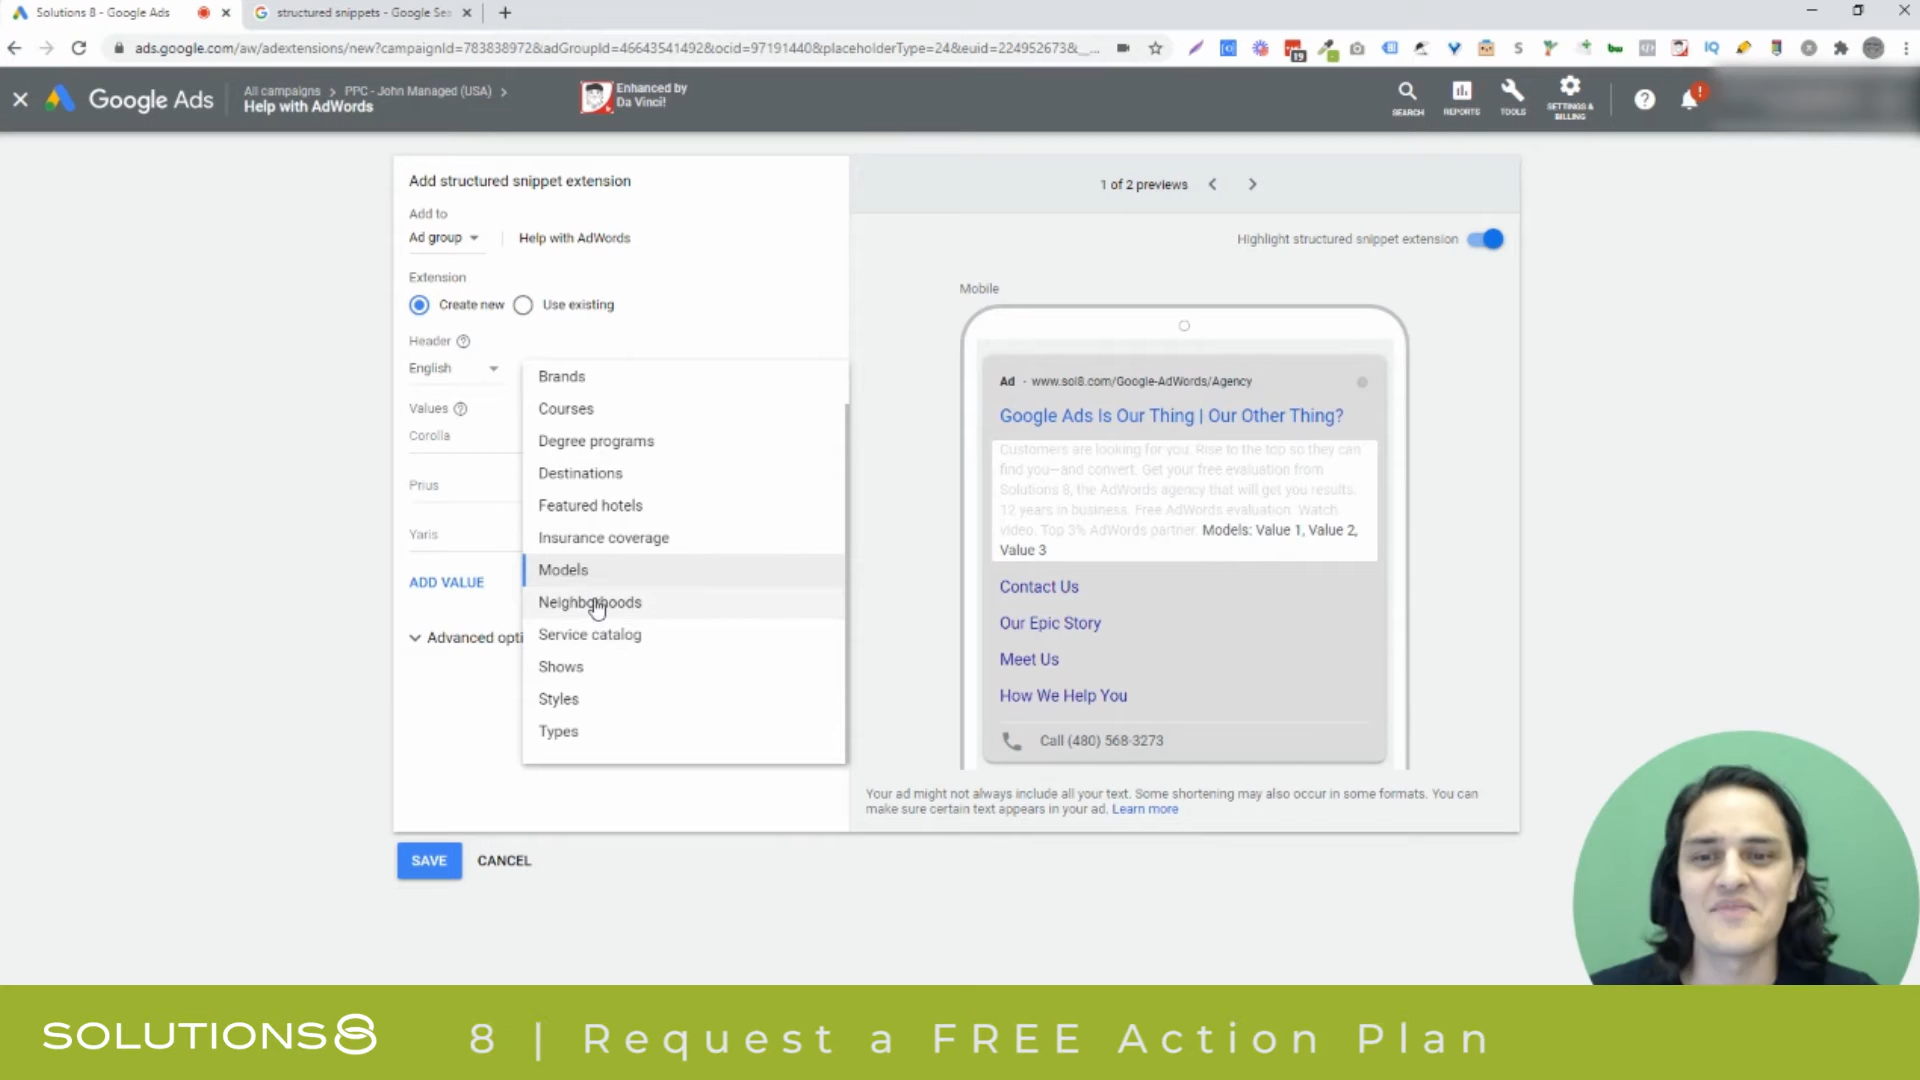 Solutions 8 - Google Ads
structured snippets - Google Se
ads.google.com/aw/adextensions/new?campaignId=783838972&adGroupId=46643541492&ocid=97191440&placeholderType=24&euid=224952673&__...
19
S
bw
IQ
Google Ads
All campaigns > PPC - John Managed (USA) >
Help with AdWords
Enhanced by
Da Vinci!
SEARCH
REPORTS
TOOLS
SETTINGS &
BILLING
Add structured snippet extension
Add to
Ad group
Help with AdWords
Extension
Create new
Use existing
Header
English
Values
Corolla
Prius
Yaris
ADD VALUE
Advanced opti
Brands
Courses
Degree programs
Destinations
Featured hotels
Insurance coverage
Models
Neighborhoods
Service catalog
Shows
Styles
Types
SAVE
CANCEL
1 of 2 previews
Highlight structured snippet extension
Mobile
Ad · www.sol8.com/Google-AdWords/Agency
Google Ads Is Our Thing | Our Other Thing?
Customers are looking for you. Rise to the top so they can
find you—and convert. Get your free evaluation from
Solutions 8, the AdWords agency that will get you results.
12 years in business. Free AdWords evaluation. Watch
video. Top 3% AdWords partner. Models: Value 1, Value 2,
Value 3
Contact Us
Our Epic Story
Meet Us
How We Help You
Call (480) 568-3273
Your ad might not always include all your text. Some shortening may also occur in some formats. You can
make sure certain text appears in your ad. Learn more
SOLUTIONS8
8 | Request a FREE Action Plan